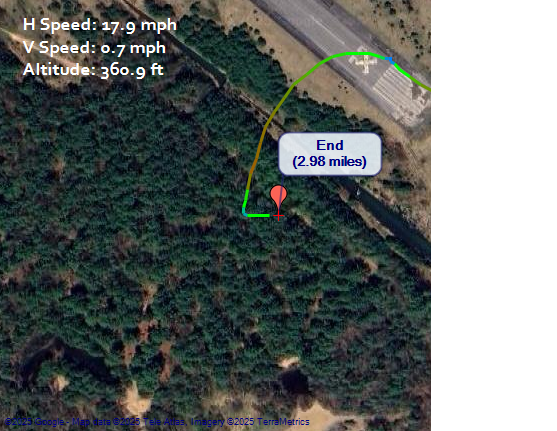 H Speed: 17.9 mph
V Speed: 0.7 mph
Altitude: 360.9 ft
End
(2.98 miles)
©2025 Google - Map data ©2025 Tele Atlas, Imagery ©2025 TerraMetrics